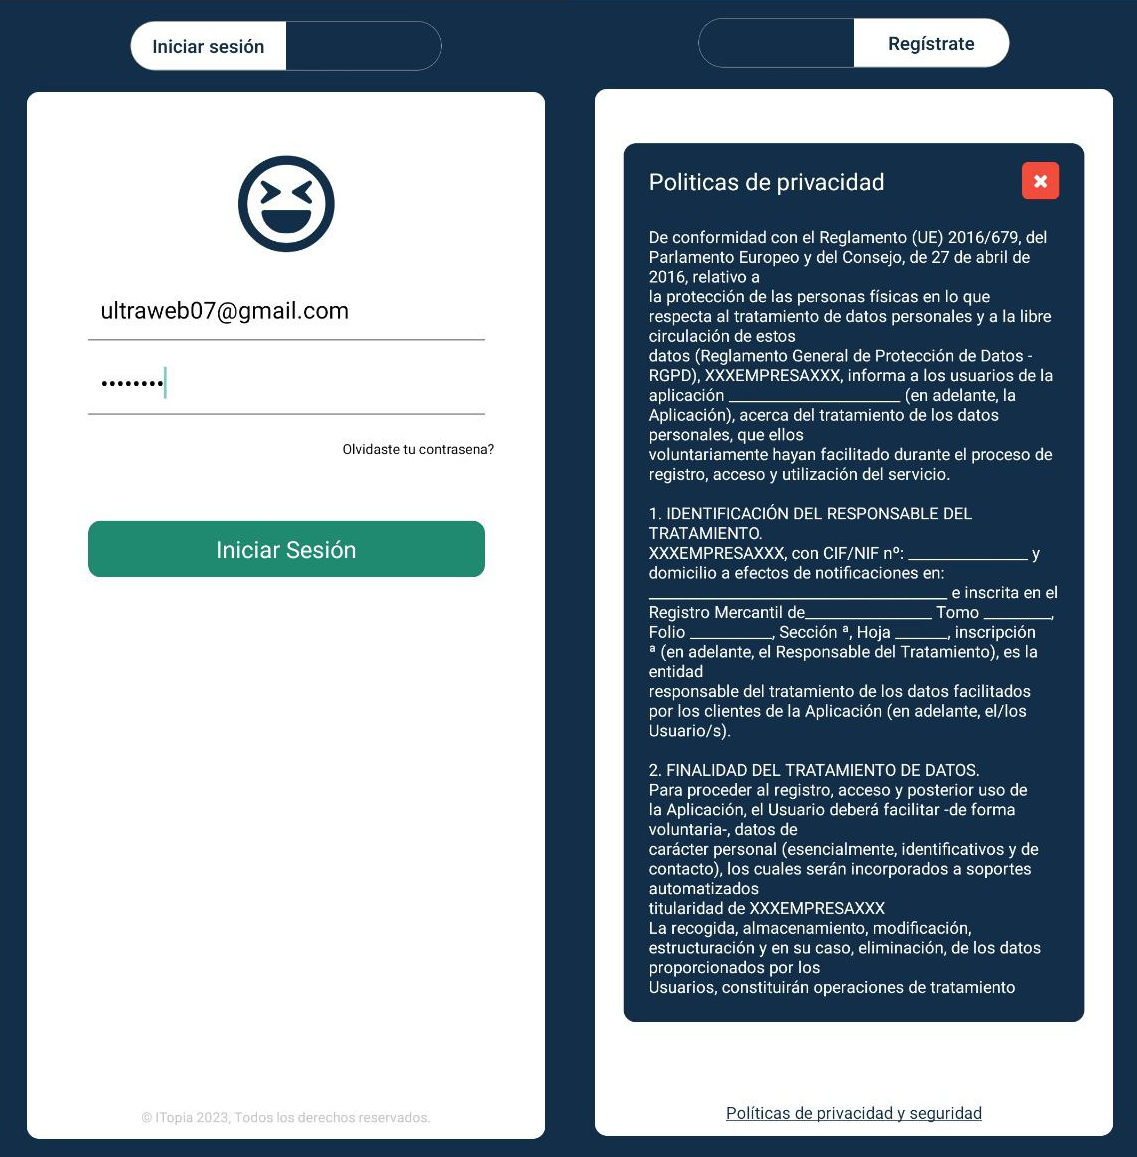 Iniciar sesión
ultraweb07@gmail.com
••••••••
Olvidaste tu contrasena?
Iniciar Sesión
© ITopia 2023, Todos los derechos reservados.
Regístrate
Politicas de privacidad
De conformidad con el Reglamento (UE) 2016/679, del
Parlamento Europeo y del Consejo, de 27 de abril de
2016, relativo a
la protección de las personas físicas en lo que
respecta al tratamiento de datos personales y a la libre
circulación de estos
datos (Reglamento General de Protección de Datos -
RGPD), XXXEMPRESAXXX, informa a los usuarios de la
aplicación ____________________ (en adelante, la
Aplicación), acerca del tratamiento de los datos
personales, que ellos
voluntariamente hayan facilitado durante el proceso de
registro, acceso y utilización del servicio.
1. IDENTIFICACIÓN DEL RESPONSABLE DEL
TRATAMIENTO.
XXXEMPRESAXXX, con CIF/NIF nº: ______________ y
domicilio a efectos de notificaciones en:
___________________________________ e inscrita en el
Registro Mercantil de_______________ Tomo ________,
Folio __________, Sección ª, Hoja ______, inscripción
ª (en adelante, el Responsable del Tratamiento), es la
entidad
responsable del tratamiento de los datos facilitados
por los clientes de la Aplicación (en adelante, el/los
Usuario/s).
2. FINALIDAD DEL TRATAMIENTO DE DATOS.
Para proceder al registro, acceso y posterior uso de
la Aplicación, el Usuario deberá facilitar -de forma
voluntaria-, datos de
carácter personal (esencialmente, identificativos y de
contacto), los cuales serán incorporados a soportes
automatizados
titularidad de XXXEMPRESAXXX
La recogida, almacenamiento, modificación,
estructuración y en su caso, eliminación, de los datos
proporcionados por los
Usuarios, constituirán operaciones de tratamiento
Políticas de privacidad y seguridad